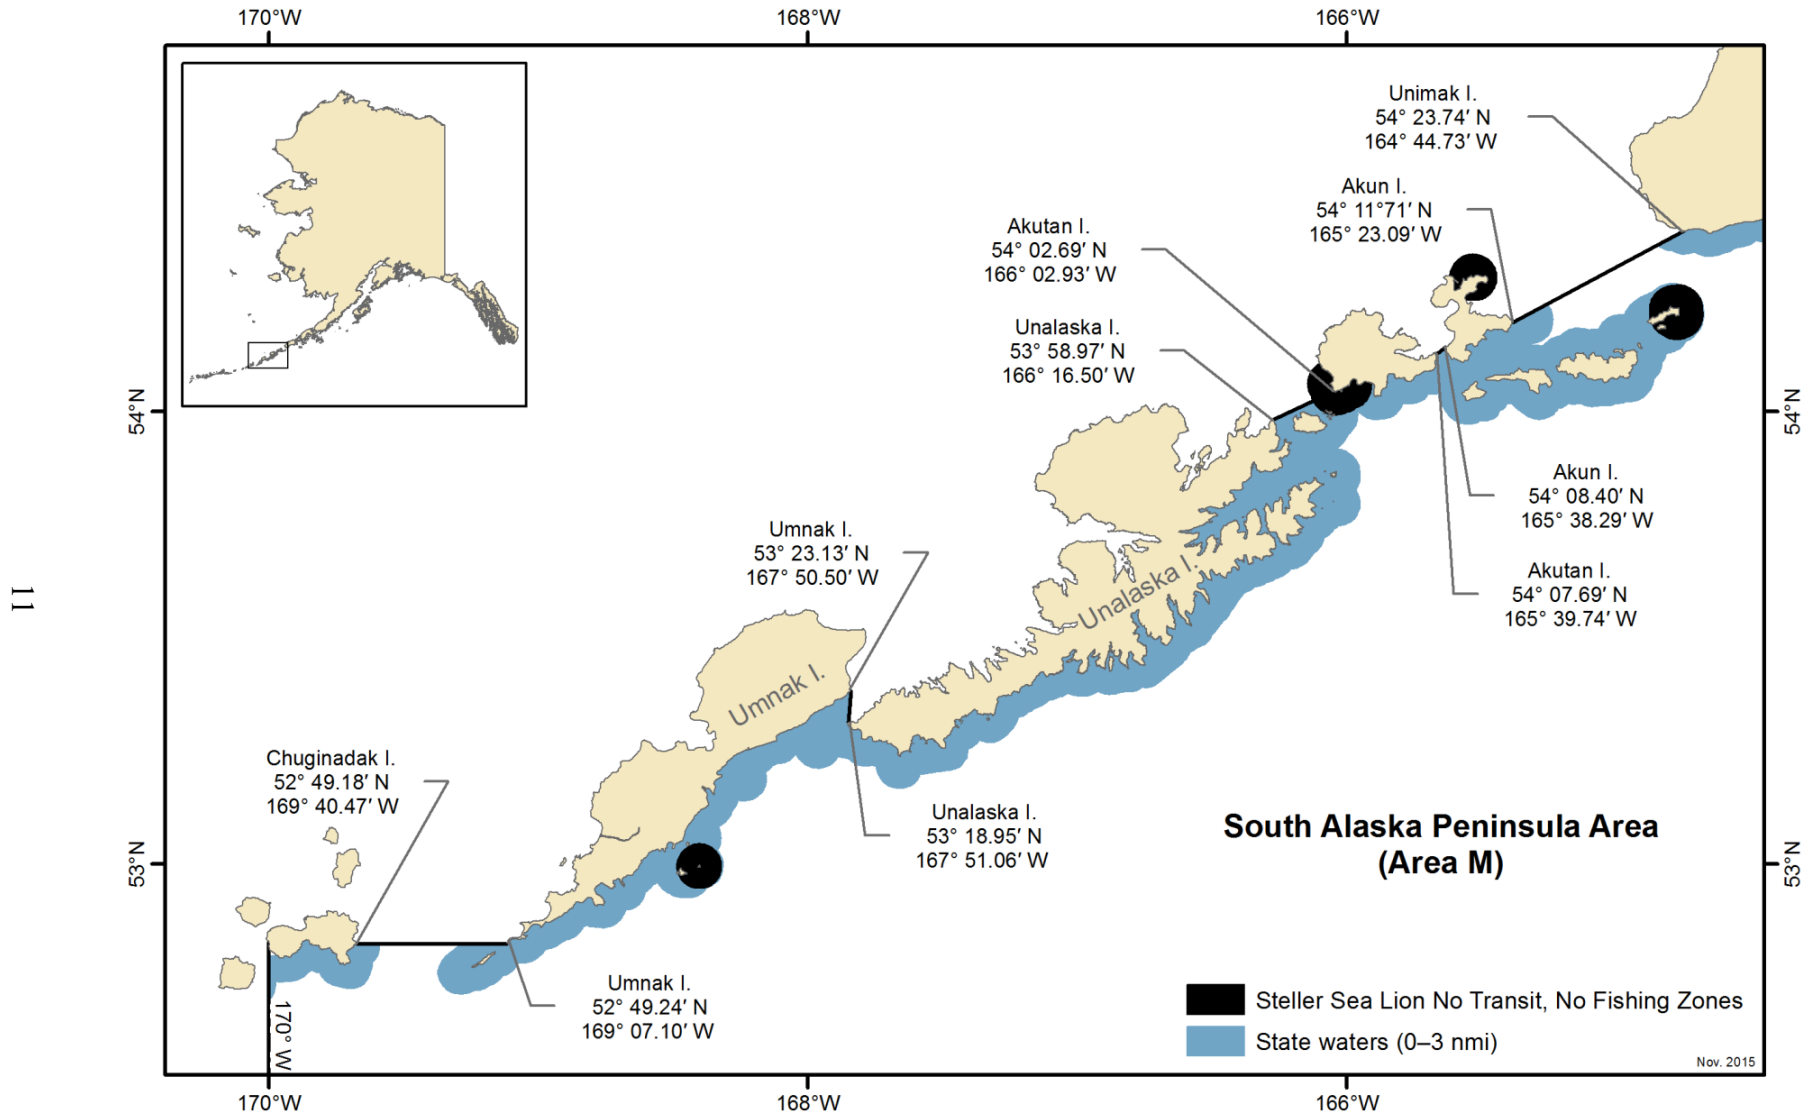 170°W
168°W
166°W
Unimak I.
54° 23.74′ N
164° 44.73′ W
Akun I.
54° 11°71′ N
165° 23.09′ W
Akutan I.
54° 02.69′ N
166° 02.93′ W
Unalaska I.
53° 58.97′ N
166° 16.50′ W
54°N
54°N
Akun I.
54° 08.40′ N
165° 38.29′ W
Umnak I.
53° 23.13′ N
167° 50.50′ W
Akutan I.
54° 07.69′ N
165° 39.74′ W
Unalaska I.
11
Umnak I.
Chuginadak I.
52° 49.18′ N
169° 40.47′ W
Unalaska I.
53° 18.95′ N
167° 51.06′ W
South Alaska Peninsula Area
(Area M)
53°N
53°N
Umnak I.
52° 49.24′ N
169° 07.10′ W
170° W
Steller Sea Lion No Transit, No Fishing Zones
State waters (0–3 nmi)
Nov. 2015
170°W
168°W
166°W